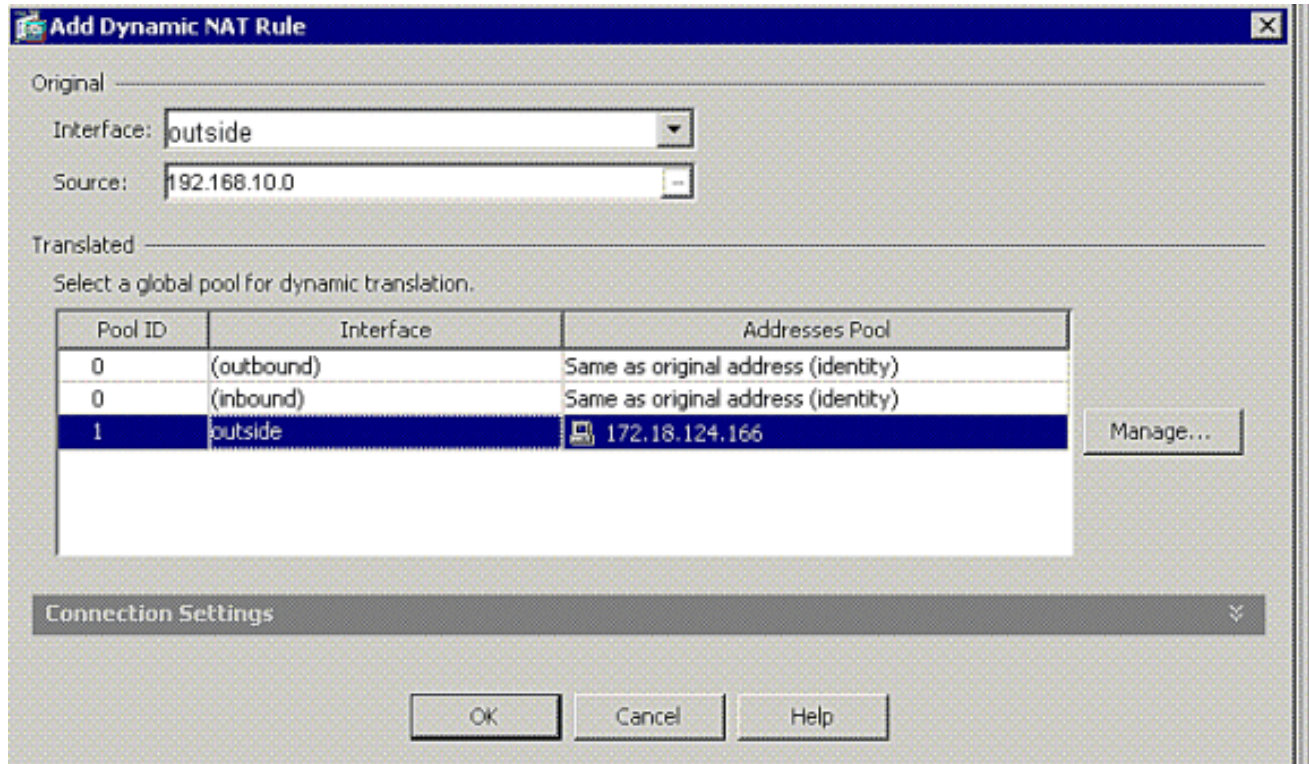 Add Dynamic NAT Rule
Original
Interface: outside
Source: 192.168.10.0
Translated
Select a global pool for dynamic translation.
Pool ID Interface Addresses Pool
0 (outbound) Same as original address (identity)
0 (inbound) Same as original address (identity)
1 outside 172.18.124.166
Manage...
Connection Settings
OK Cancel Help